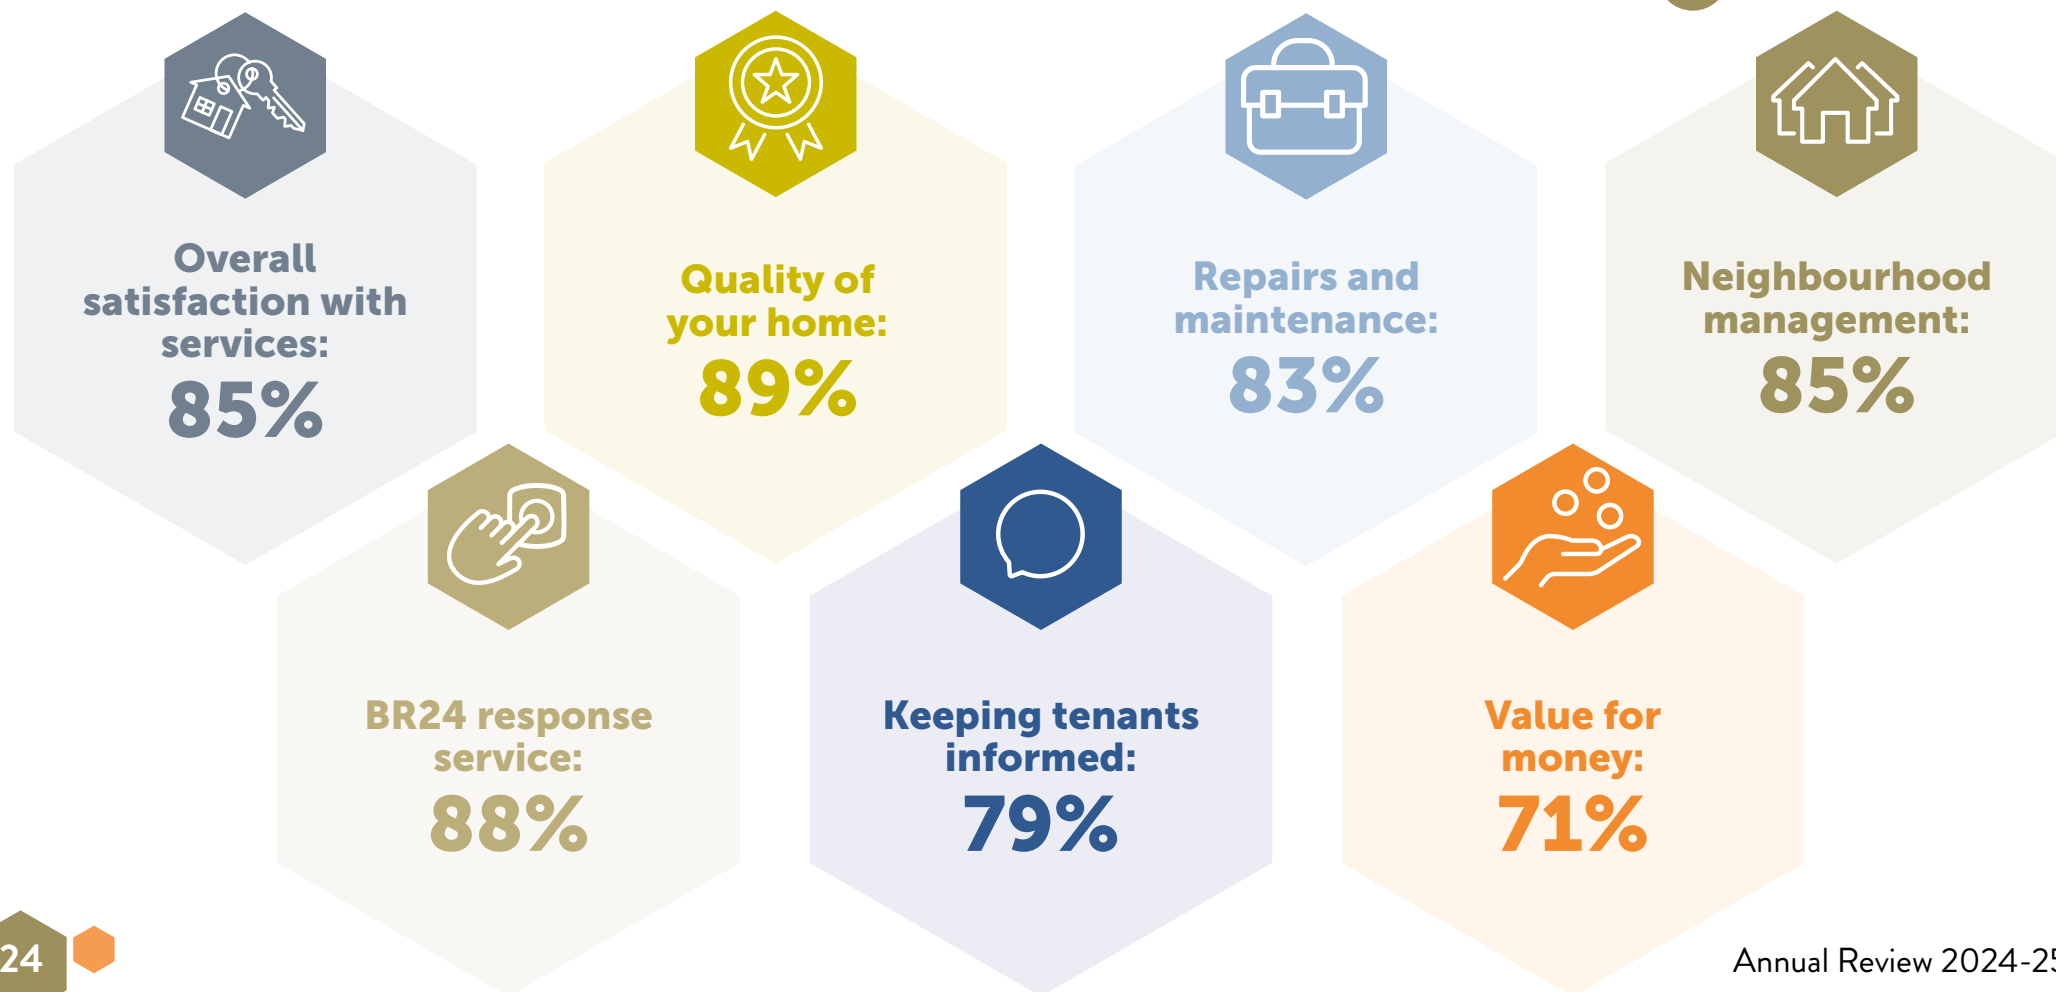 Overall
satisfaction with
services:
85%
Quality of
your home:
89%
Repairs and
maintenance:
83%
Neighbourhood
management:
85%
BR24 response
service:
88%
Keeping tenants
informed:
79%
Value for
money:
71%
24
Annual Review 2024-25